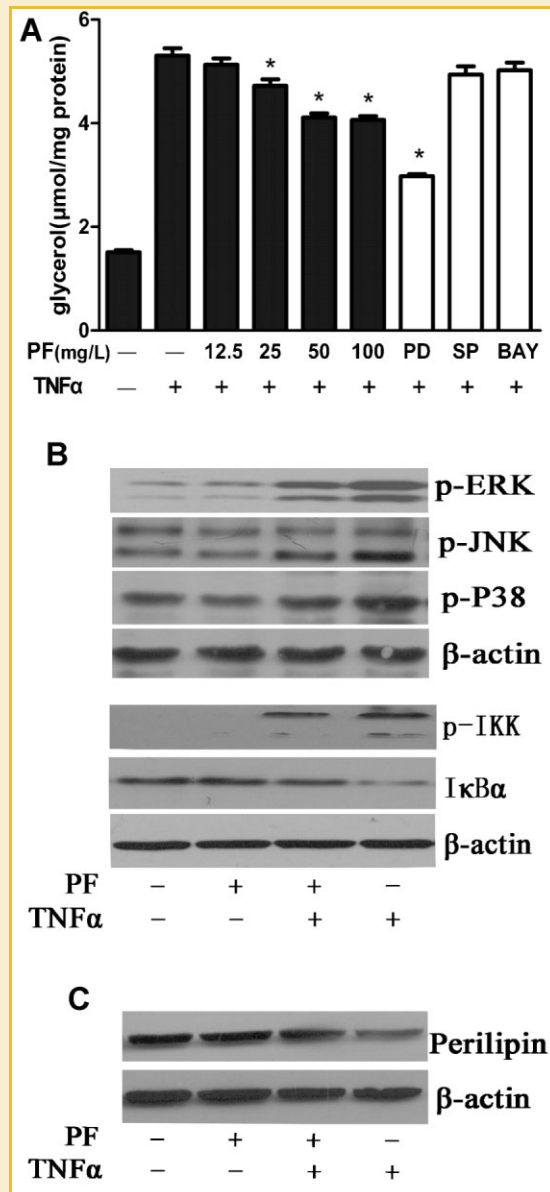 A
6
4
2
0
glycerol(μmol/mg protein)
* * * *
PF(mg/L) — — 12.5 25 50 100 PD SP BAY
TNFα — + + + + + + + +
B
p-ERK
p-JNK
p-P38
β-actin
p-IKK
IκBα
β-actin
PF − + + −
TNFα − − + +
C
Perilipin
β-actin
PF − + + −
TNFα − − + +